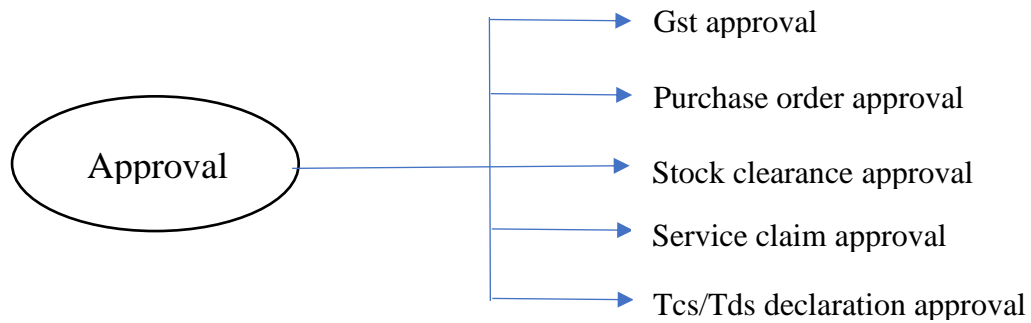 Gst approval
Purchase order approval
Approval
Stock clearance approval
Service claim approval
Tcs/Tds declaration approval